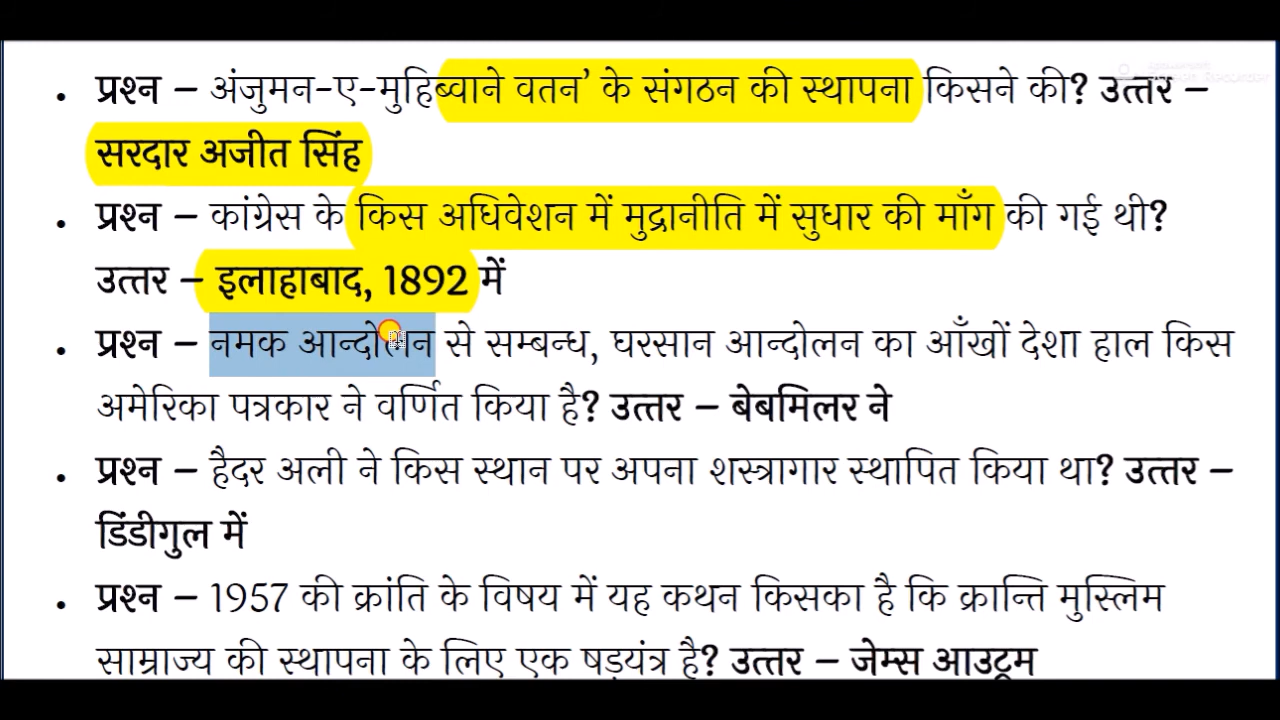 • प्रश्न – अंजुमन-ए-मुहिब्वाने वतन’ के संगठन की स्थापना किसने की? उत्तर –
सरदार अजीत सिंह
• प्रश्न – कांग्रेस के किस अधिवेशन में मुद्रानीति में सुधार की माँग की गई थी?
उत्तर – इलाहाबाद, 1892 में
• प्रश्न – नमक आन्दोलन से सम्बन्ध, घरसान आन्दोलन का आँखों देशा हाल किस
अमेरिका पत्रकार ने वर्णित किया है? उत्तर – बेबमिलर ने
• प्रश्न – हैदर अली ने किस स्थान पर अपना शस्त्रागार स्थापित किया था? उत्तर –
डिंडीगुल में
• प्रश्न – 1957 की क्रांति के विषय में यह कथन किसका है कि क्रान्ति मुस्लिम
साम्राज्य की स्थापना के लिए एक षड़यंत्र है? उत्तर – जेम्स आउट्रम